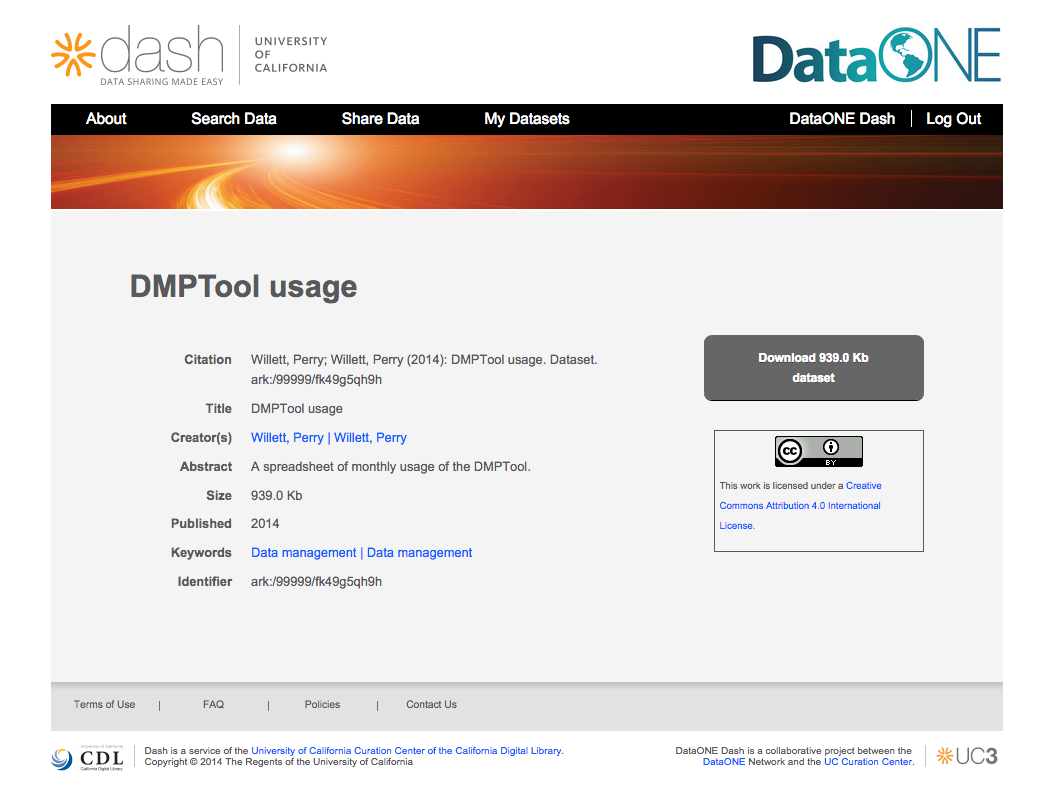 dash
DATA SHARING MADE EASY
UNIVERSITY
OF
CALIFORNIA
DataONE
About Search Data Share Data My Datasets DataONE Dash Log Out
DMPTool usage
Citation Willett, Perry; Willett, Perry (2014): DMPTool usage. Dataset.
ark:/99999/fk49g5qh9h
Title DMPTool usage
Creator(s) Willett, Perry | Willett, Perry
Abstract A spreadsheet of monthly usage of the DMPTool.
Size 939.0 Kb
Published 2014
Keywords Data management | Data management
Identifier ark:/99999/fk49g5qh9h
Download 939.0 Kb
dataset
cc
BY
This work is licensed under a Creative
Commons Attribution 4.0 International
License.
Terms of Use | FAQ | Policies | Contact Us
University of California
CDL
California Digital Library
Dash is a service of the University of California Curation Center of the California Digital Library.
Copyright © 2014 The Regents of the University of California
DataONE Dash is a collaborative project between the
DataONE Network and the UC Curation Center.
UC3